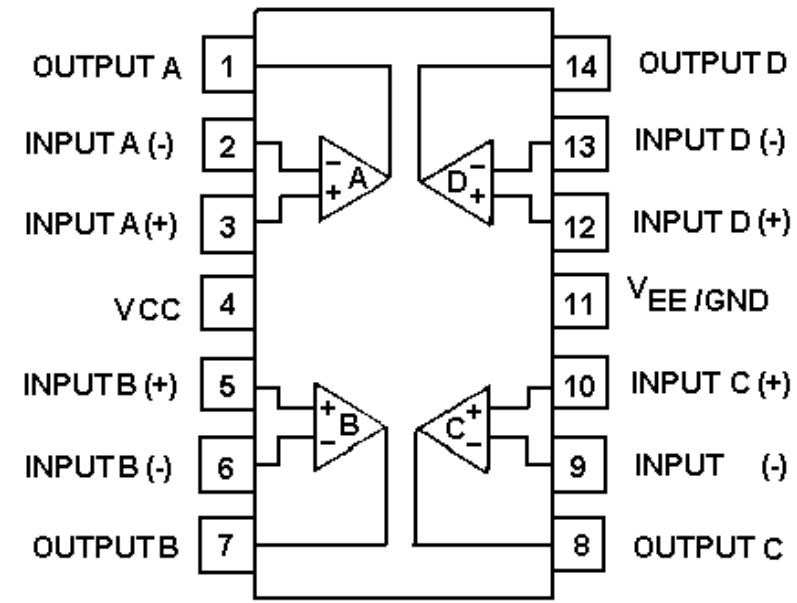 OUTPUT A 1
INPUT A (-) 2
INPUT A (+) 3
VCC 4
INPUT B (+) 5
INPUT B (-) 6
OUTPUT B 7
- + A
+ - B
D - +
C + -
14 OUTPUT D
13 INPUT D (-)
12 INPUT D (+)
11 VEE /GND
10 INPUT C (+)
9 INPUT (-)
8 OUTPUT C